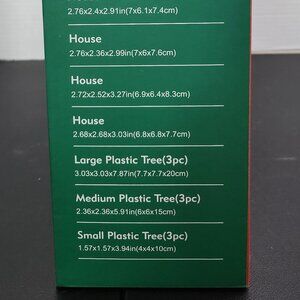 2.76x2.4x2.91in(7x6.1x7.4cm)
House
2.76x2.36x2.99in(7x6x7.6cm)
House
2.72x2.52x3.27in(6.9x6.4x8.3cm)
House
2.68x2.68x3.03in(6.8x6.8x7.7cm)
Large Plastic Tree(3pc)
3.03x3.03x7.87in(7.7x7.7x20cm)
Medium Plastic Tree(3pc)
2.36x2.36x5.91in(6x6x15cm)
Small Plastic Tree(3pc)
1.57x1.57x3.94in(4x4x10cm)